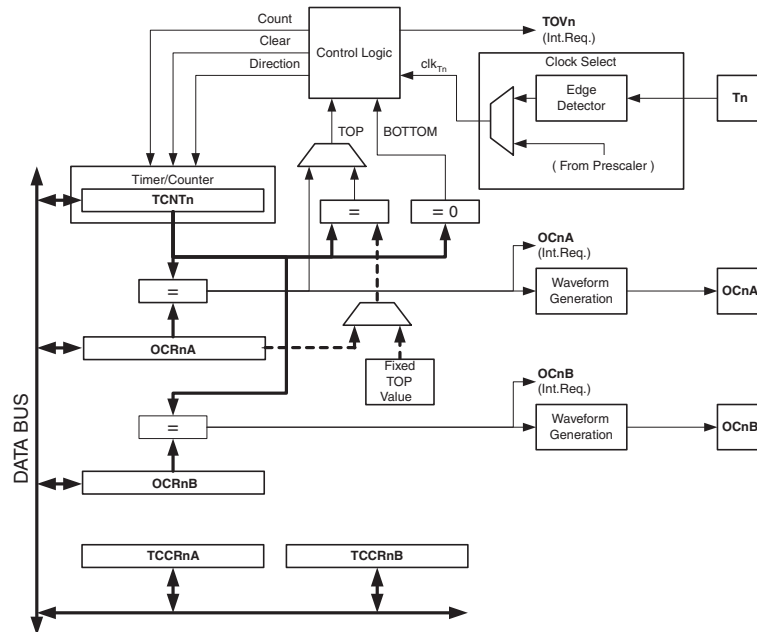 Count
Clear
Direction
Control Logic
TOVn
(Int.Req.)
clkTn
Clock Select
Edge
Detector
Tn
( From Prescaler )
TOP
BOTTOM
Timer/Counter
TCNTn
=
= 0
OCnA
(Int.Req.)
=
Waveform
Generation
OCnA
OCRnA
Fixed
TOP
Value
OCnB
(Int.Req.)
=
Waveform
Generation
OCnB
OCRnB
DATA BUS
TCCRnA
TCCRnB